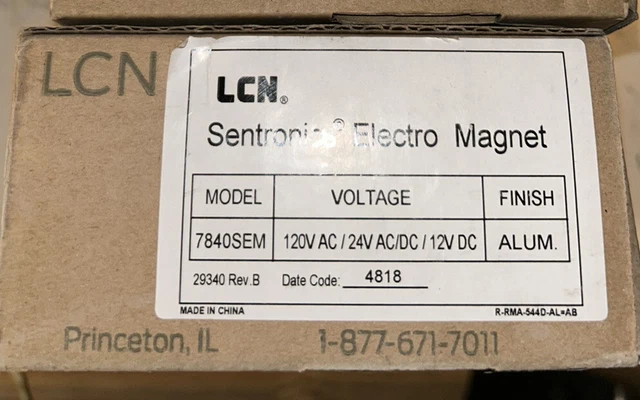 LCN
LCN®
Sentronic® Electro Magnet
MODEL VOLTAGE FINISH
7840SEM 120V AC / 24V AC/DC / 12V DC ALUM.
29340 Rev.B Date Code: 4818
MADE IN CHINA R-RMA-544D-AL=AB
Princeton, IL 1-877-671-7011